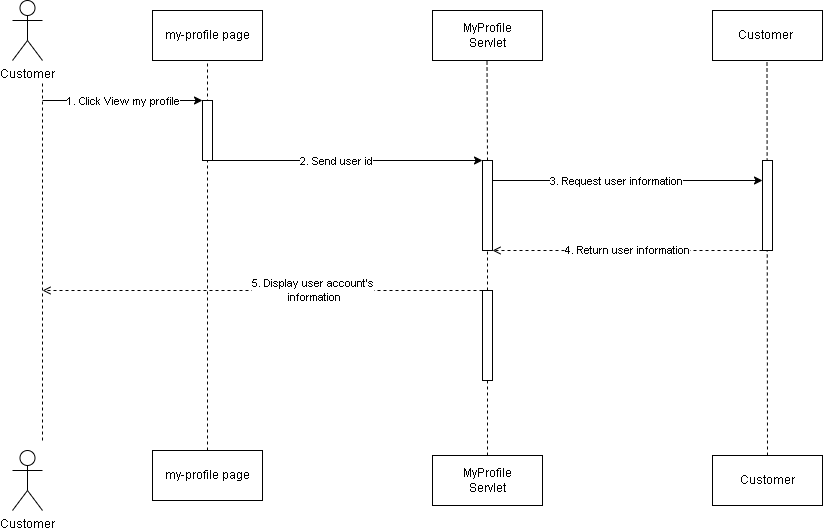 my-profile page
MyProfile
Servlet
Customer
Customer
1. Click View my profile
2. Send user id
3. Request user information
4. Return user information
5. Display user account's
information
my-profile page
MyProfile
Servlet
Customer
Customer